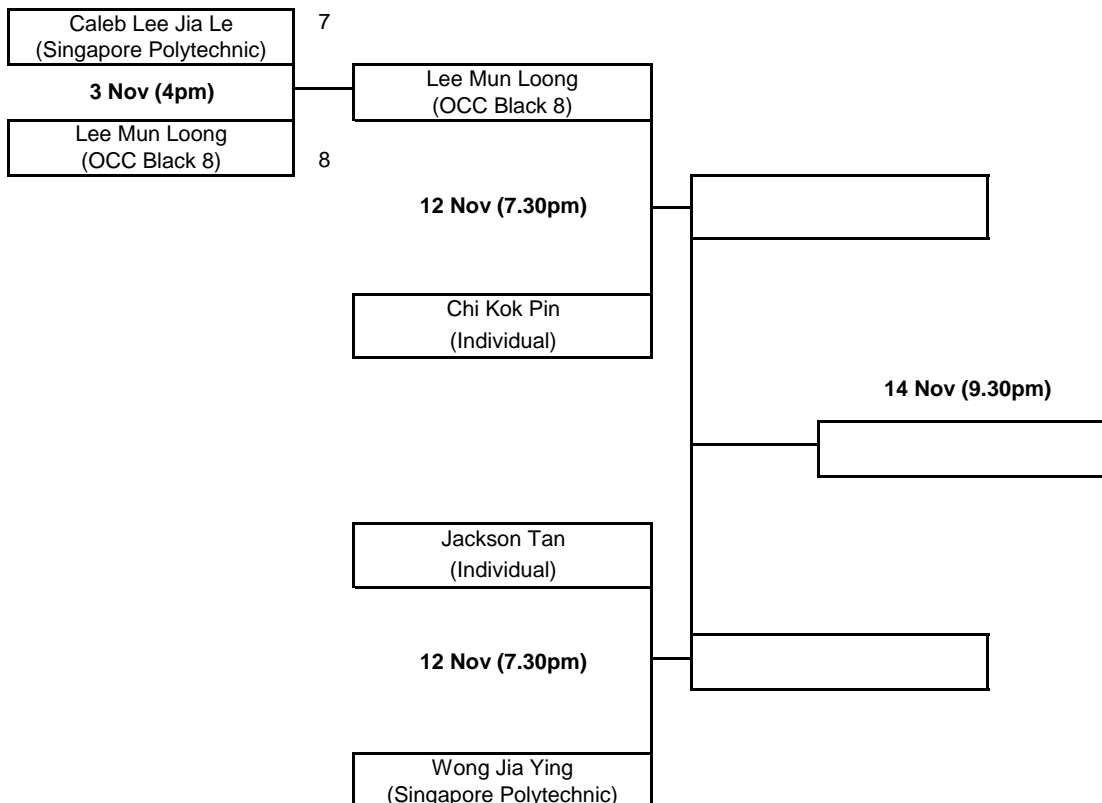 Caleb Lee Jia Le
(Singapore Polytechnic)
7
3 Nov (4pm)
Lee Mun Loong
(OCC Black 8)
8
Lee Mun Loong
(OCC Black 8)
12 Nov (7.30pm)
Chi Kok Pin
(Individual)
14 Nov (9.30pm)
Jackson Tan
(Individual)
12 Nov (7.30pm)
Wong Jia Ying
(Singapore Polytechnic)